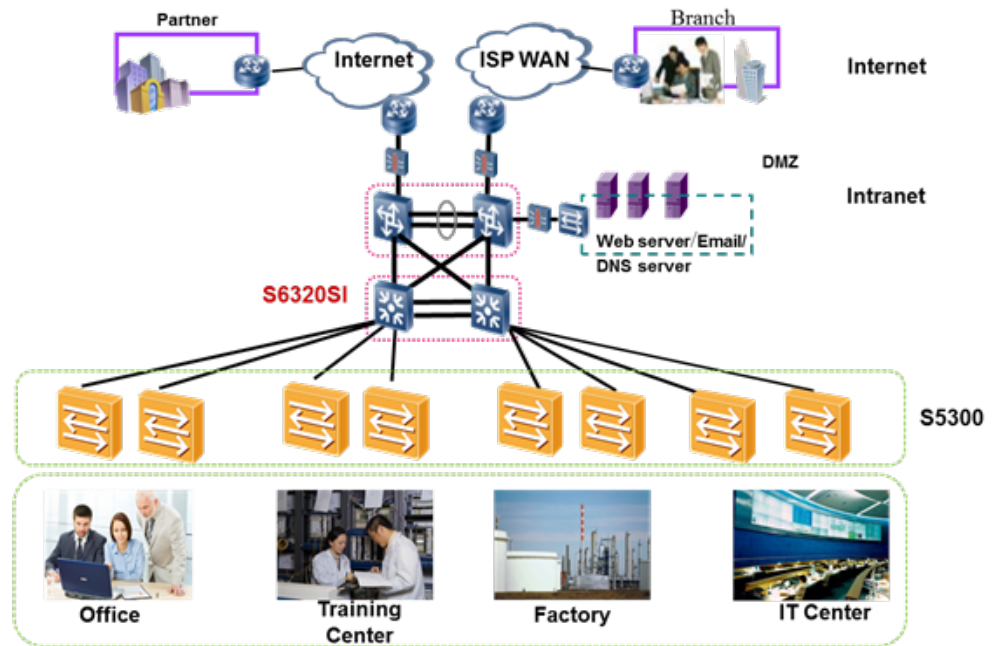 Partner
Branch
Internet
ISP WAN
Internet
DMZ
Intranet
Web server/Email/
DNS server
S6320SI
S5300
Office
Training
Center
Factory
IT Center